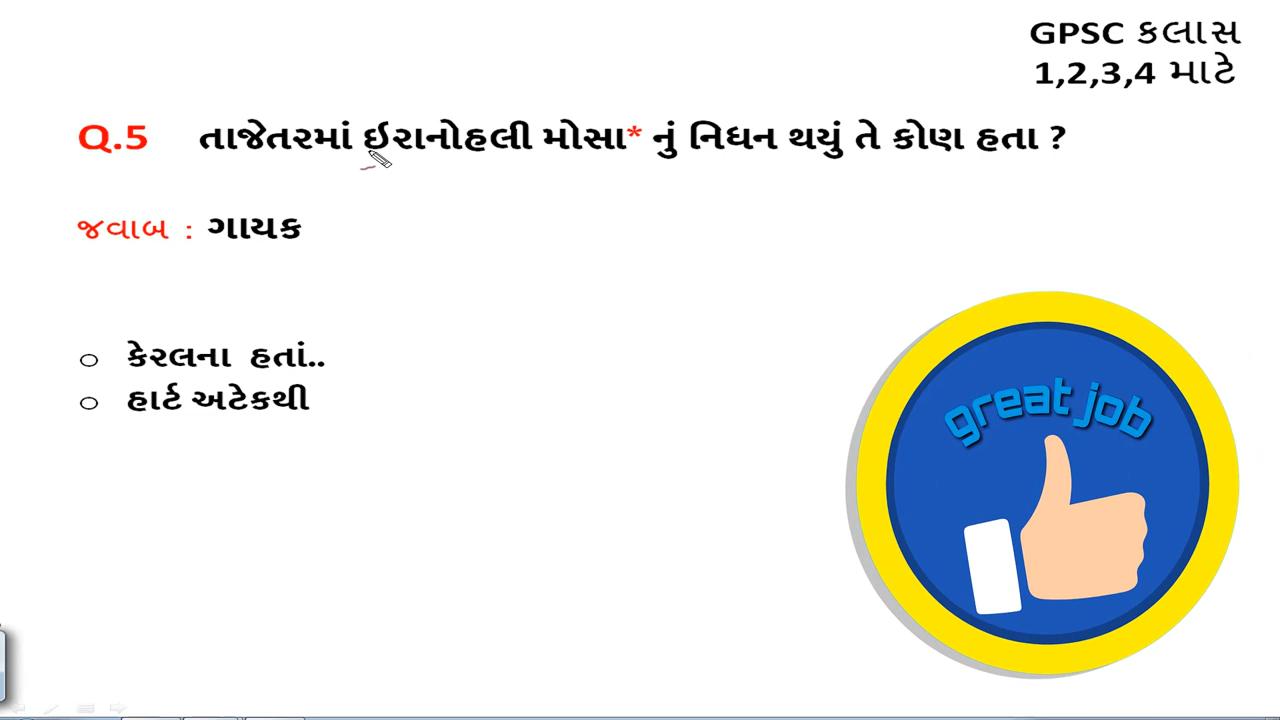 GPSC કલાસ
1,2,3,4 માટે
Q.5 તાજેતરમાં ઇરાનોહલી મોસા* નું નિધન થયું તે કોણ હતા ?
જવાબ : ગાયક
○ કેરલના હતાં..
○ હાર્ટ અટેકથી
great job